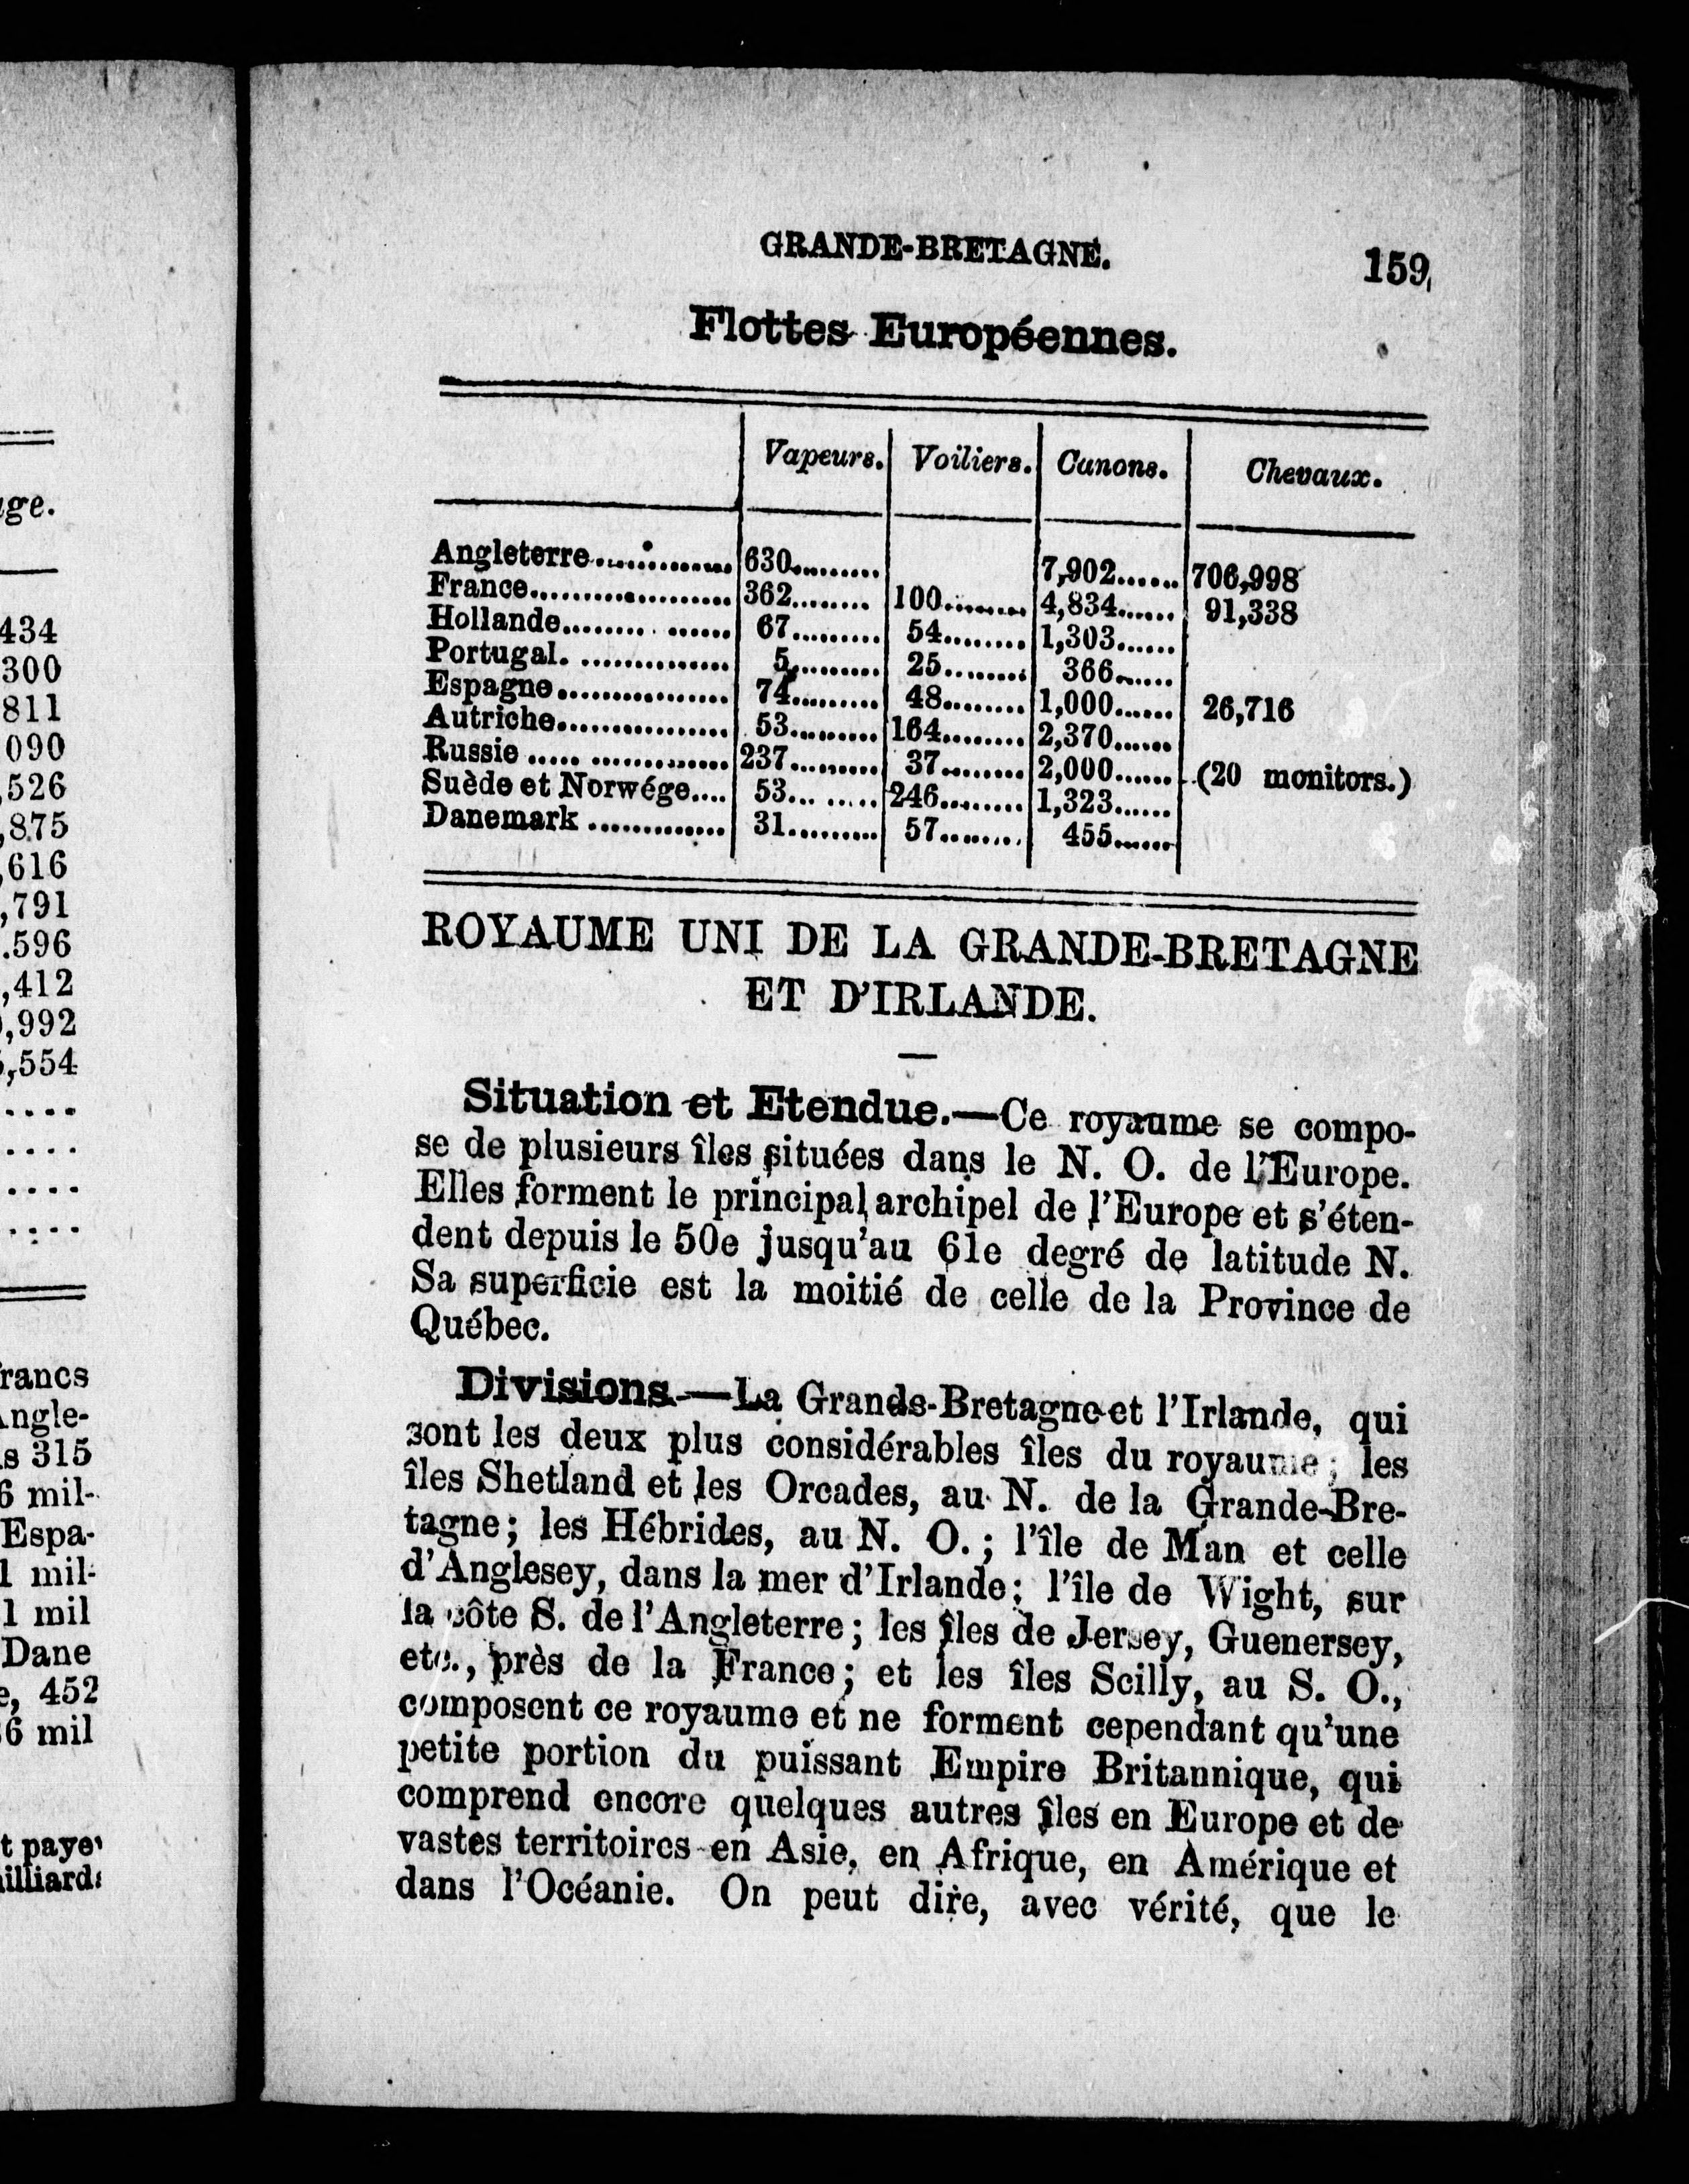 GRANDE-BRETAGNE. 159
Flottes Européennes.
Vapeurs. Voiliers. Canons. Chevaux.
Angleterre............... 630......... 7,902...... 706,998
France................... 362........ 100........ 4,834...... 91,338
Hollande........ ...... 67......... 54........ 1,303......
Portugal. .............. 5......... 25........ 366......
Espagne................ 74......... 48........ 1,000...... 26,716
Autriche................ 53......... 164........ 2,370......
Russie ..... ............. 237......... 37........ 2,000...... (20 monitors.)
Suède et Norwége.... 53... ..... 246........ 1,323......
Danemark ............. 31......... 57........ 455......
ROYAUME UNI DE LA GRANDE-BRETAGNE
ET D'IRLANDE.
Situation et Etendue.—Ce royaume se compo-
se de plusieurs îles situées dans le N. O. de l'Europe.
Elles forment le principal archipel de l'Europe et s'éten-
dent depuis le 50e jusqu'au 61e degré de latitude N.
Sa superficie est la moitié de celle de la Province de
Québec.
Divisions.—La Grande-Bretagne et l'Irlande, qui
sont les deux plus considérables îles du royaume; les
îles Shetland et les Orcades, au N. de la Grande-Bre-
tagne; les Hébrides, au N. O.; l'île de Man et celle
d'Anglesey, dans la mer d'Irlande; l'île de Wight, sur
la côte S. de l'Angleterre; les îles de Jersey, Guenersey,
etc., près de la France; et les îles Scilly, au S. O.,
composent ce royaume et ne forment cependant qu'une
petite portion du puissant Empire Britannique, qui
comprend encore quelques autres îles en Europe et de
vastes territoires en Asie, en Afrique, en Amérique et
dans l'Océanie. On peut dire, avec vérité, que le